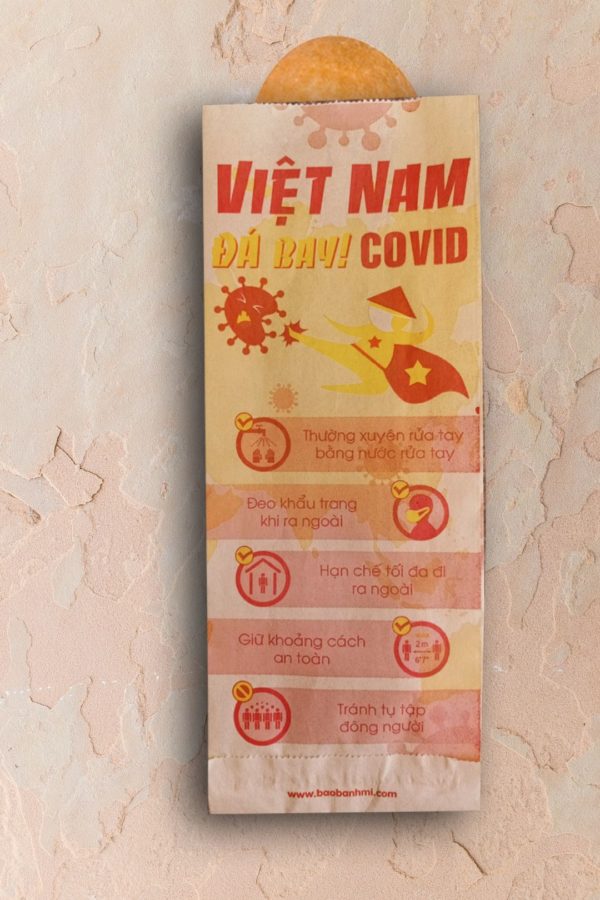 VIỆT NAM
ĐÁ BAY! COVID
Thường xuyên rửa tay
bằng nước rửa tay
Đeo khẩu trang
khi ra ngoài
Hạn chế tối đa đi
ra ngoài
Giữ khoảng cách
an toàn
2m
6'7"
Tránh tụ tập
đông người
www.baobanhmi.com